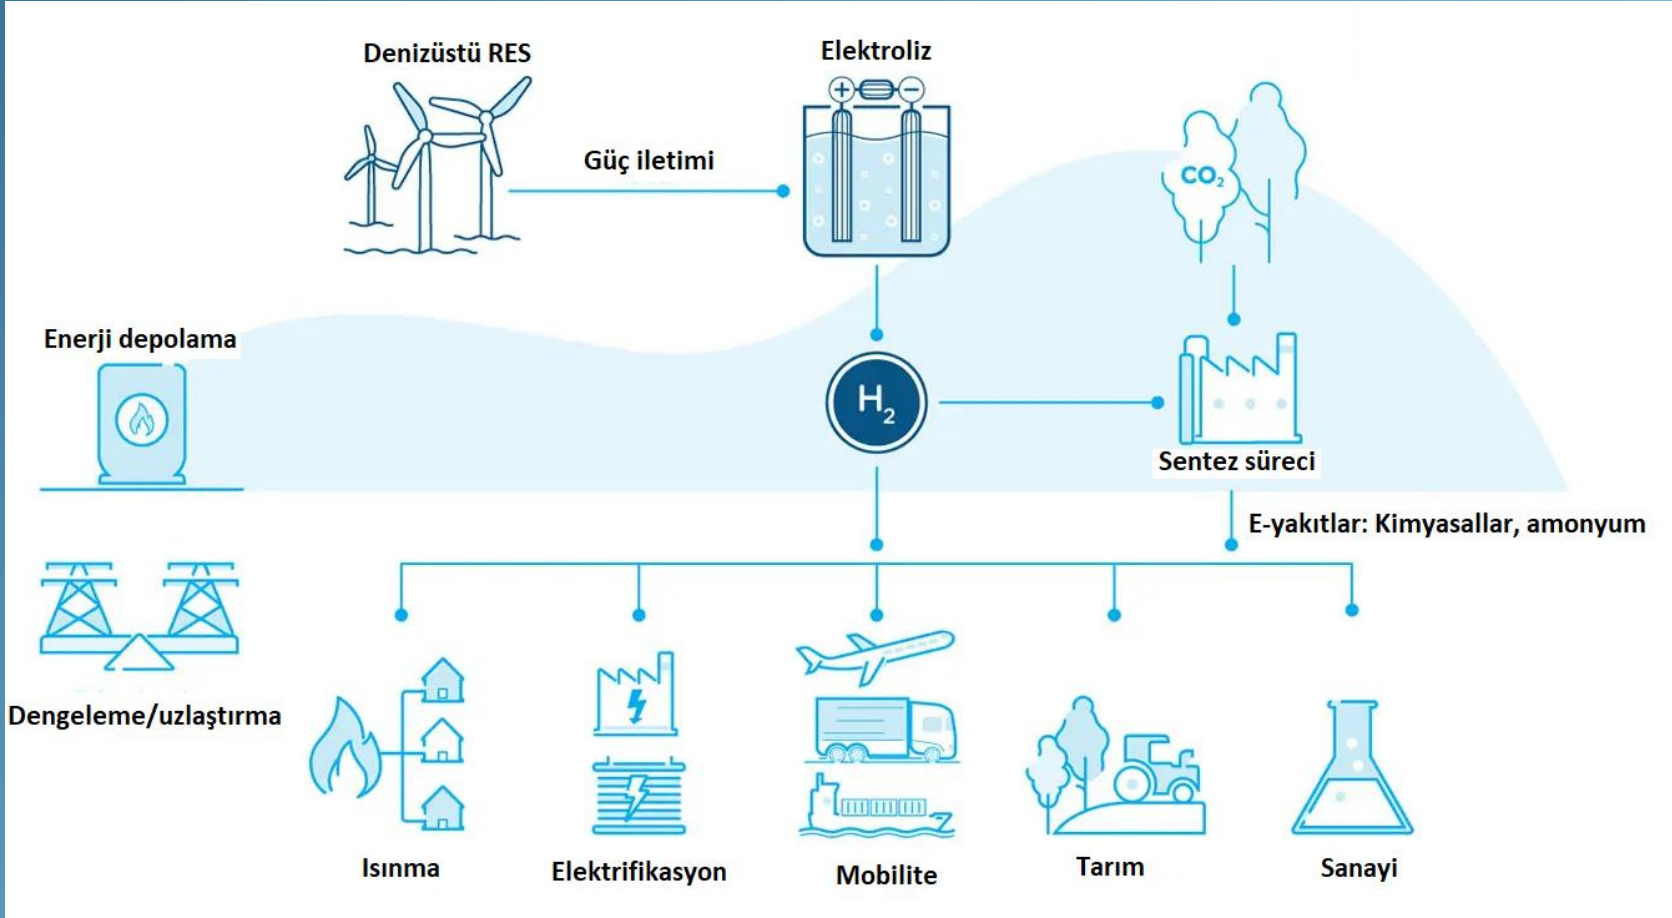 Denizüstü RES
Elektroliz
Güç iletimi
CO₂
Enerji depolama
H₂
Sentez süreci
E-yakıtlar: Kimyasallar, amonyum
Dengeleme/uzlaştırma
Isınma
Elektrifikasyon
Mobilite
Tarım
Sanayi